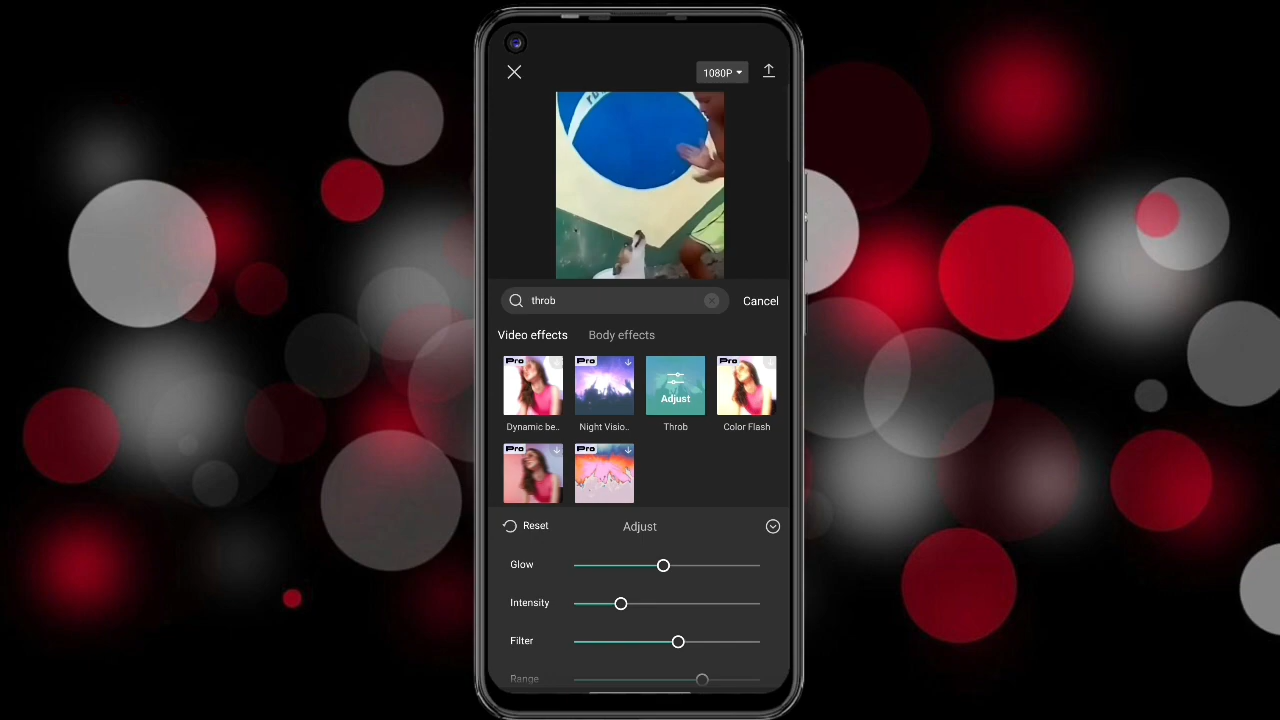 1080P
throb
Cancel
Video effects
Body effects
Pro
Pro
Adjust
Pro
Dynamic be..
Night Visio..
Throb
Color Flash
Pro
Pro
Reset
Adjust
Glow
Intensity
Filter
Range